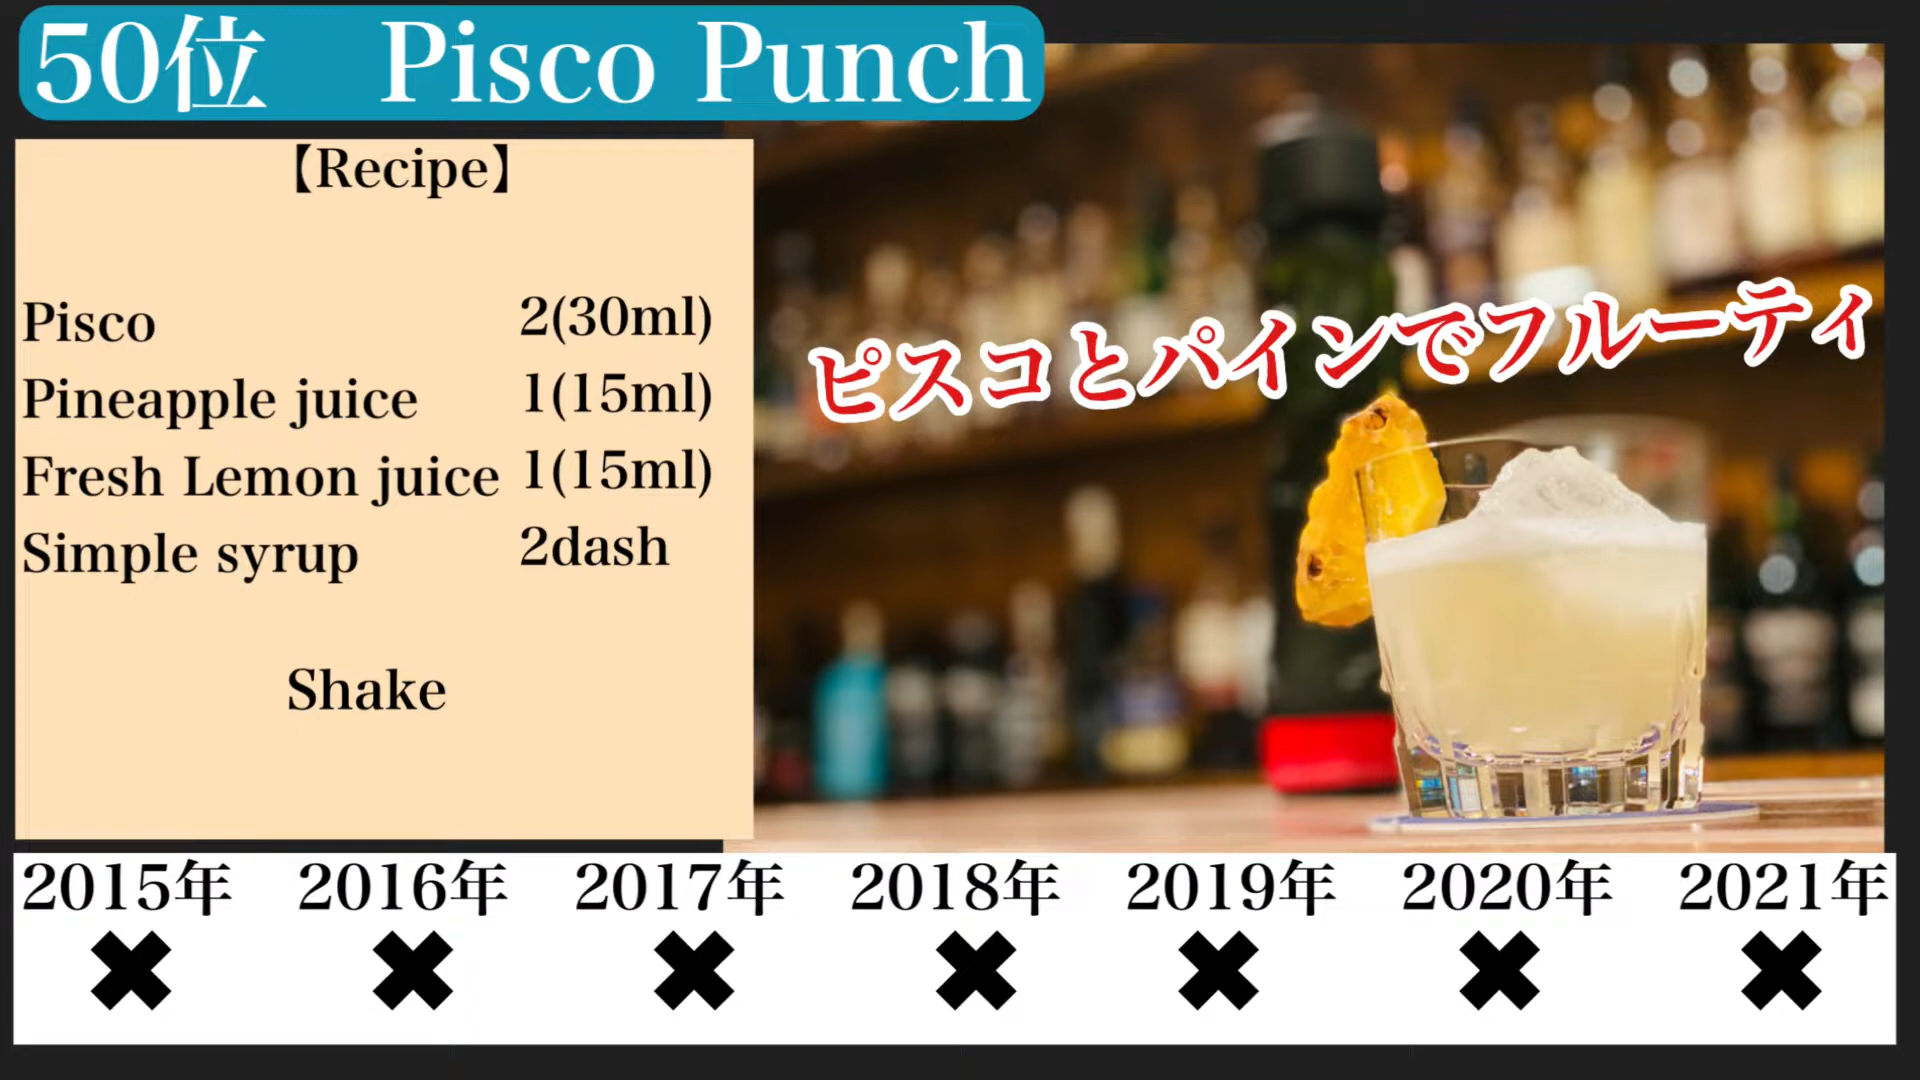 50位　Pisco Punch
【Recipe】
Pisco 2(30ml)
Pineapple juice 1(15ml)
Fresh Lemon juice 1(15ml)
Simple syrup 2dash
Shake
ピスコとパインでフルーティ
2015年 2016年 2017年 2018年 2019年 2020年 2021年
✖ ✖ ✖ ✖ ✖ ✖ ✖